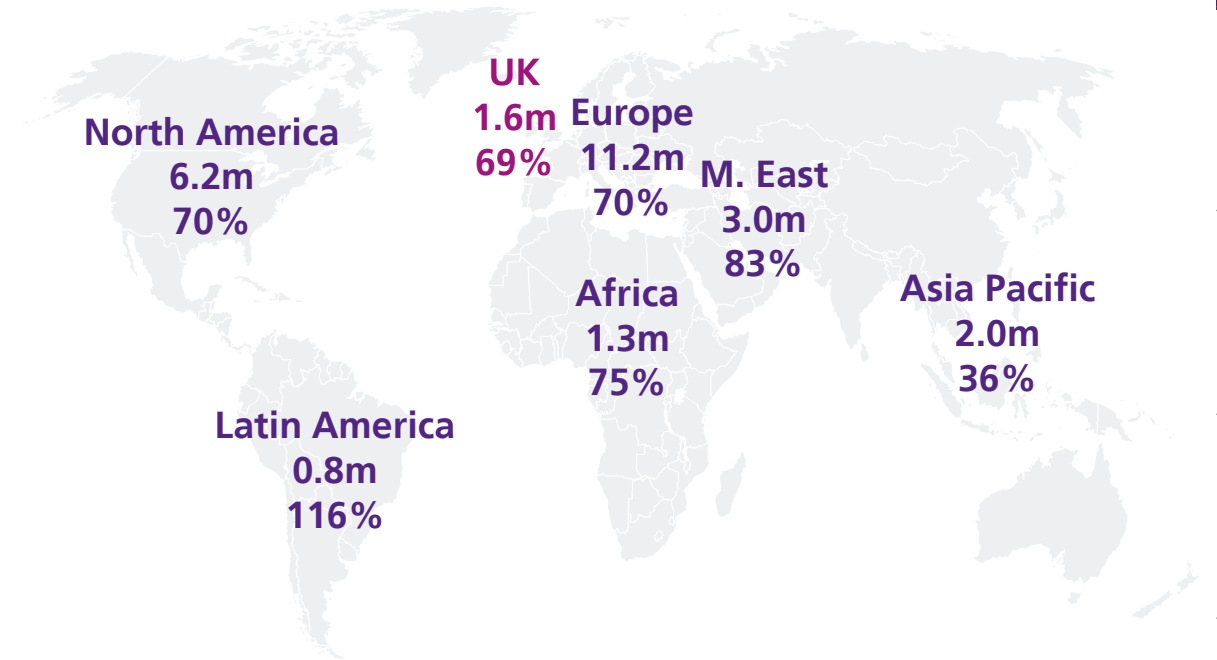 UK
1.6m
69%
Europe
11.2m
70%
North America
6.2m
70%
M. East
3.0m
83%
Africa
1.3m
75%
Asia Pacific
2.0m
36%
Latin America
0.8m
116%